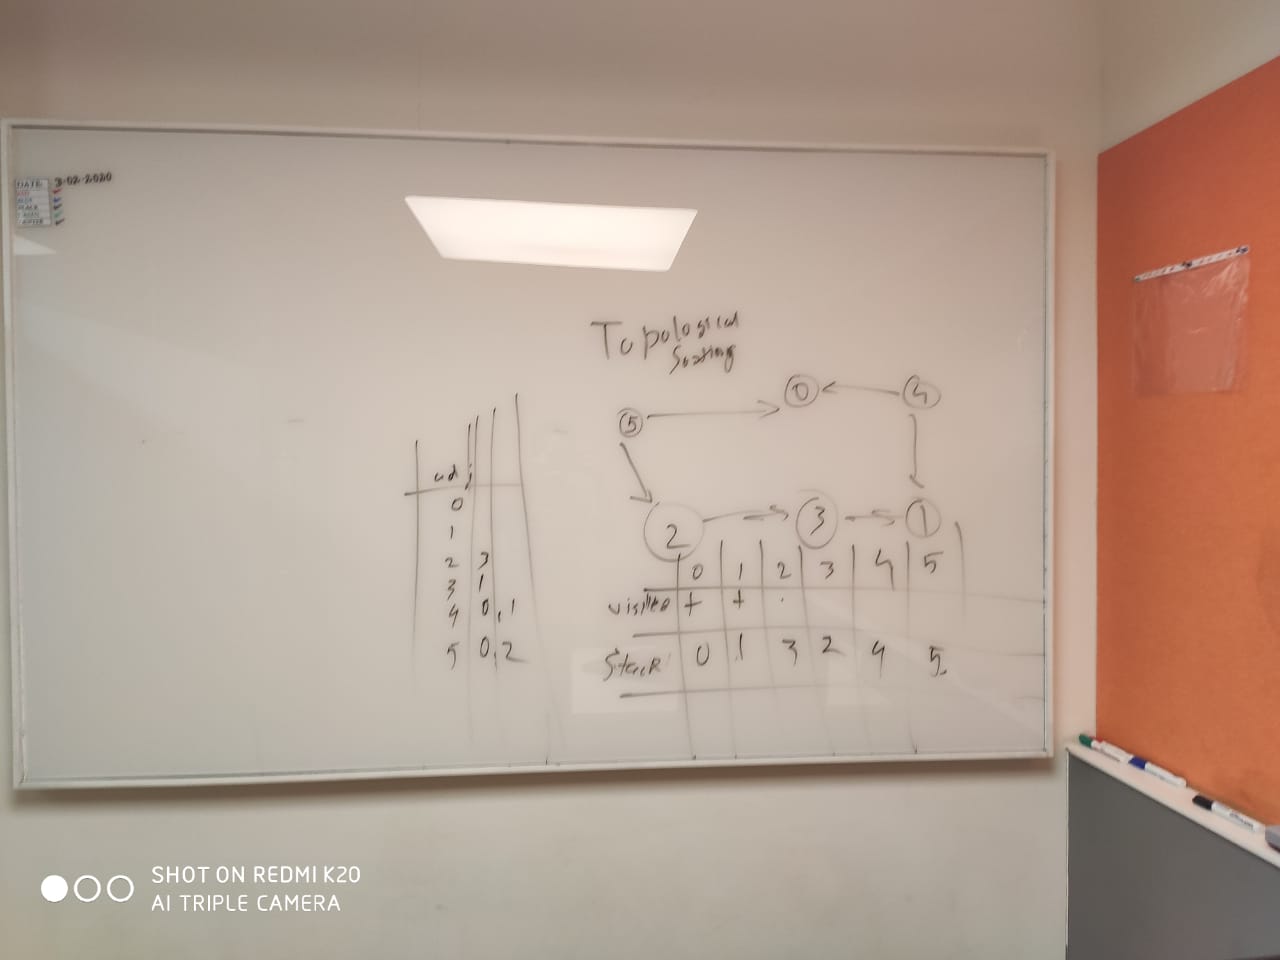 DATE: 3-02-2020
Topological
Sorting
0
4
5
2
3
1
adj
0
1
2 3
3 1
4 0,1
5 0,2
0 1 2 3 4 5
visited + +
Stack 0 1 3 2 4 5
SHOT ON REDMI K20
AI TRIPLE CAMERA